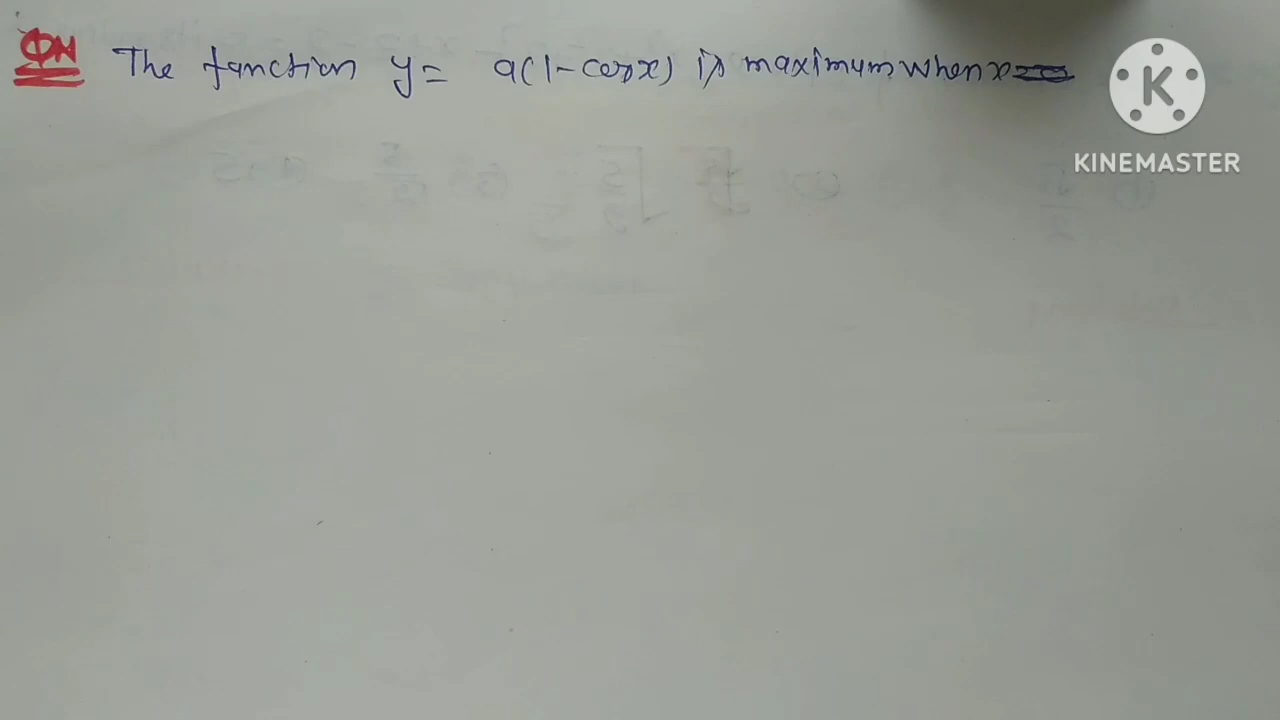 QN The function y= a(1-cosx) is maximum when x=
K
KINEMASTER